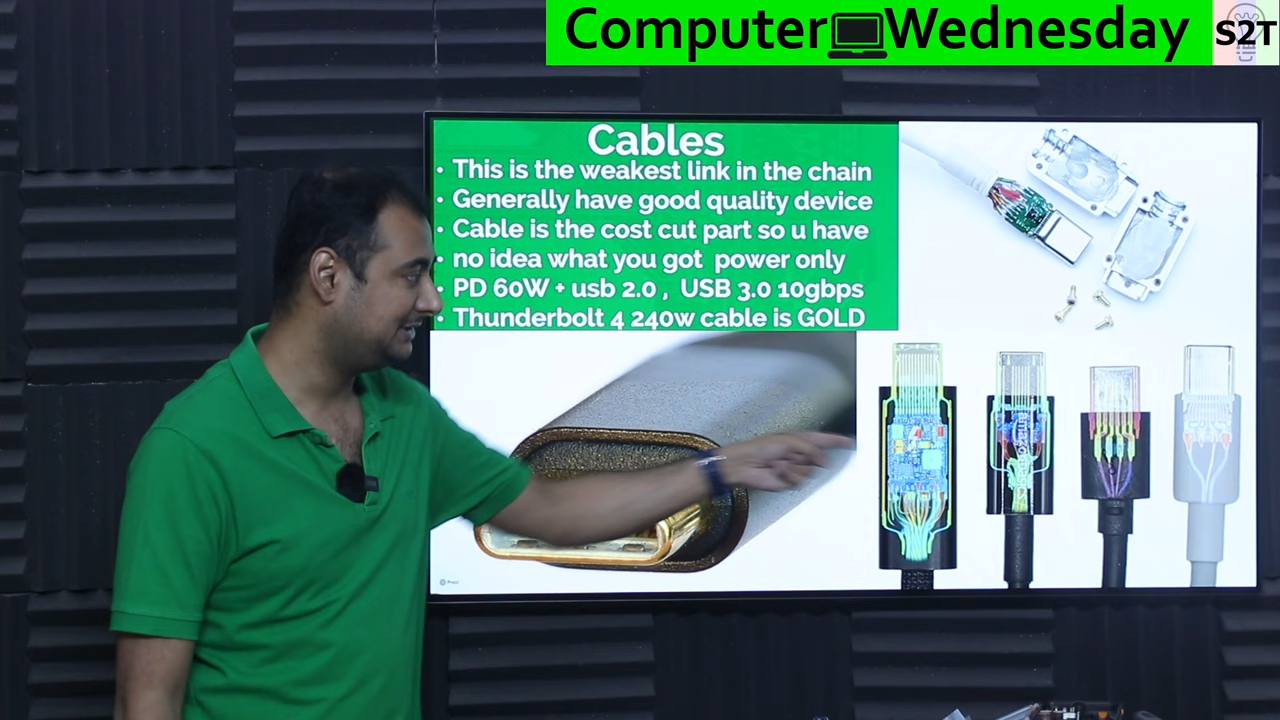 Computer Wednesday
S2T
Cables
• This is the weakest link in the chain
• Generally have good quality device
• Cable is the cost cut part so u have
• no idea what you got power only
• PD 60W + usb 2.0 , USB 3.0 10gbps
• Thunderbolt 4 240w cable is GOLD
Prezi